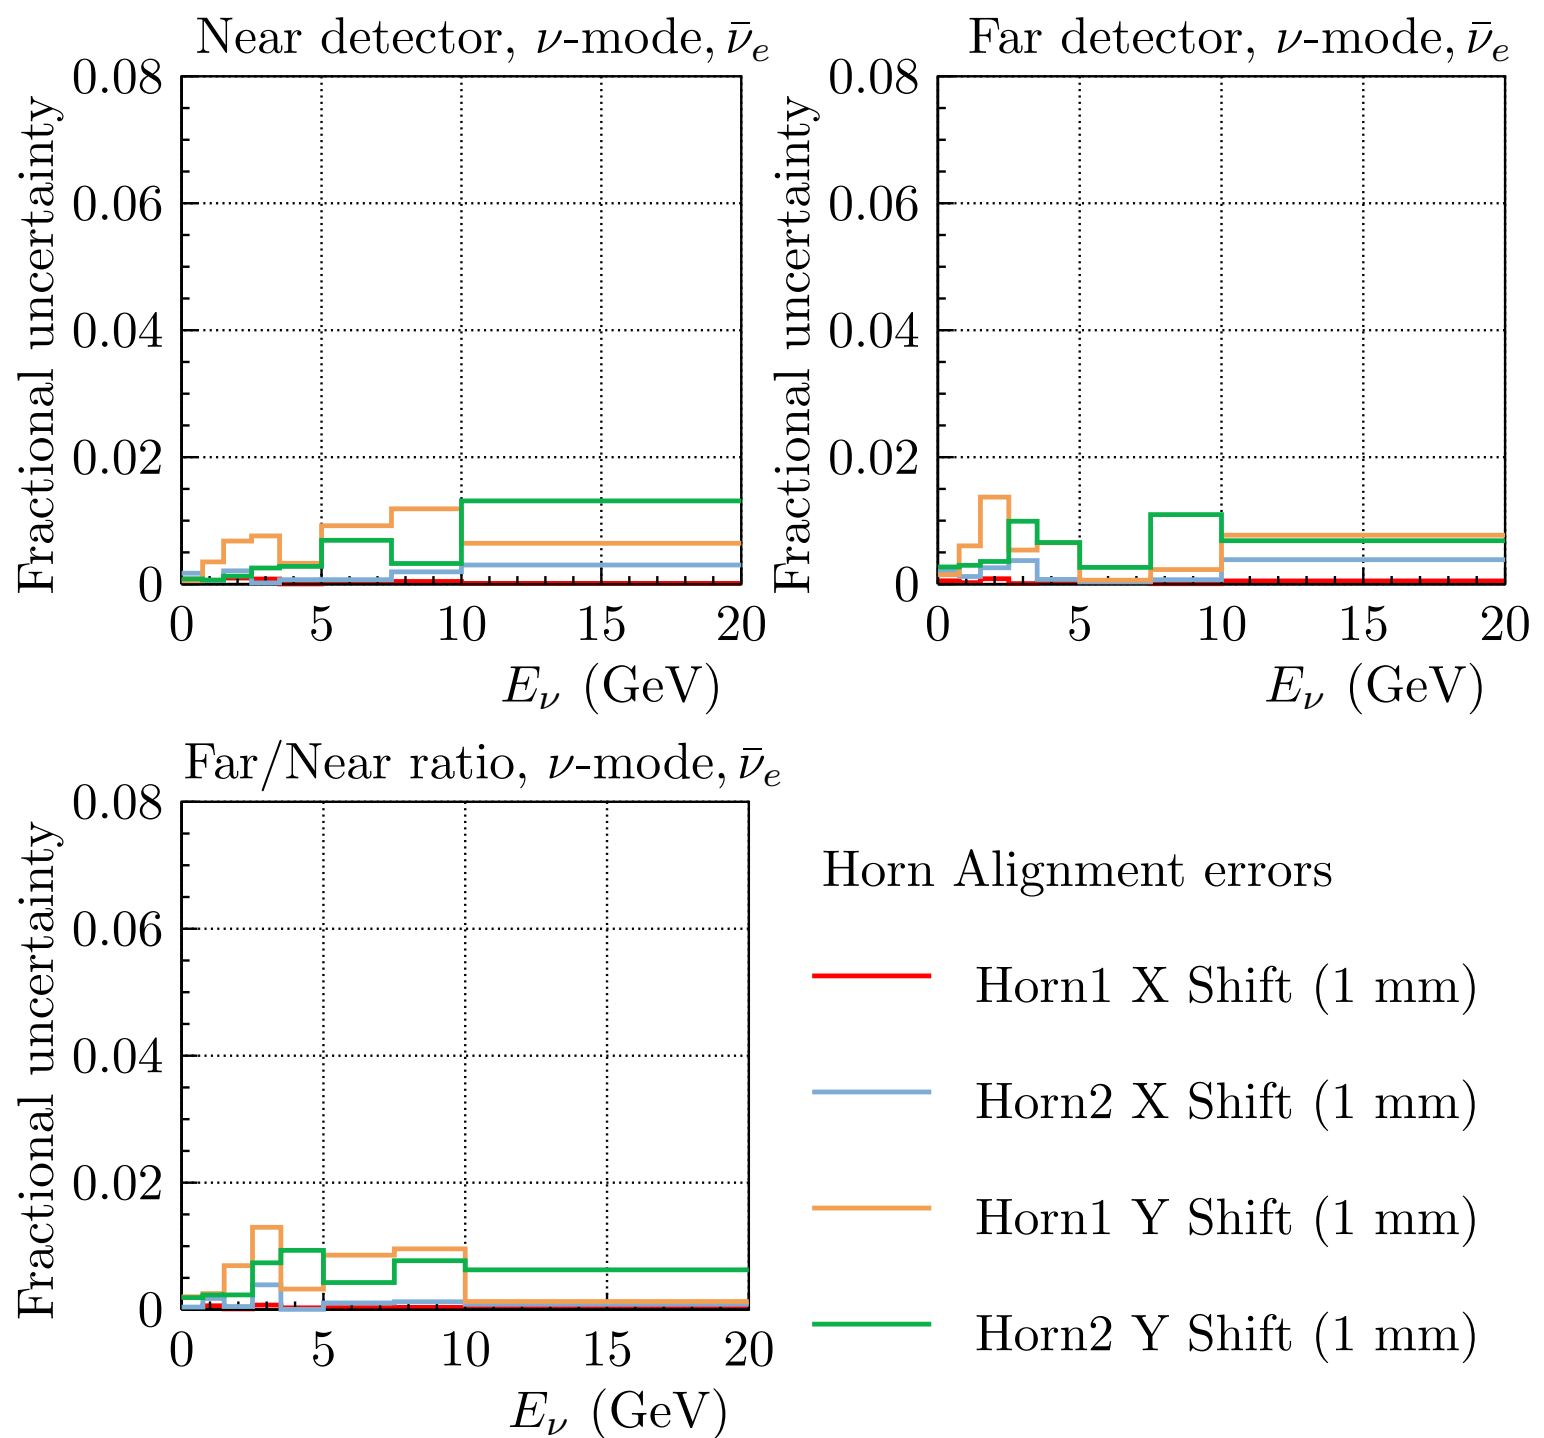 Near detector, ν-mode, ν̄ₑ
Fractional uncertainty
0.08
0.06
0.04
0.02
0
0 5 10 15 20
E_ν (GeV)
Far detector, ν-mode, ν̄ₑ
Fractional uncertainty
0.08
0.06
0.04
0.02
0
0 5 10 15 20
E_ν (GeV)
Far/Near ratio, ν-mode, ν̄ₑ
Fractional uncertainty
0.08
0.06
0.04
0.02
0
0 5 10 15 20
E_ν (GeV)
Horn Alignment errors
Horn1 X Shift (1 mm)
Horn2 X Shift (1 mm)
Horn1 Y Shift (1 mm)
Horn2 Y Shift (1 mm)